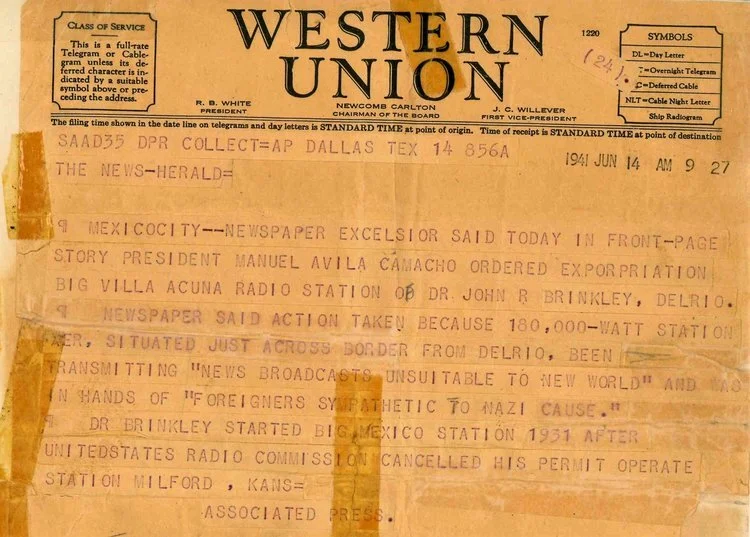 CLASS OF SERVICE
This is a full-rate
Telegram or Cable-
gram unless its de-
ferred character is in-
dicated by a suitable
symbol above or pre-
ceding the address.
WESTERN
UNION
1220
(24).
SYMBOLS
DL=Day Letter
T=Overnight Telegram
C=Deferred Cable
NLT=Cable Night Letter
Ship Radiogram
R. B. WHITE
PRESIDENT
NEWCOMB CARLTON
CHAIRMAN OF THE BOARD
J. C. WILLEVER
FIRST VICE-PRESIDENT
The filing time shown in the date line on telegrams and day letters is STANDARD TIME at point of origin. Time of receipt is STANDARD TIME at point of destination
SAAD35 DPR COLLECT=AP DALLAS TEX 14 856A
1941 JUN 14 AM 9 27
THE NEWS-HERALD=
¶ MEXICOCITY--NEWSPAPER EXCELSIOR SAID TODAY IN FRONT-PAGE
STORY PRESIDENT MANUEL AVILA CAMACHO ORDERED EXPORPRIATION
BIG VILLA ACUNA RADIO STATION OF DR JOHN R BRINKLEY, DELRIO.
¶ NEWSPAPER SAID ACTION TAKEN BECAUSE 180,000-WATT STATION
XER, SITUATED JUST ACROSS BORDER FROM DELRIO, BEEN
TRANSMITTING "NEWS BROADCASTS UNSUITABLE TO NEW WORLD" AND WAS
IN HANDS OF "FOREIGNERS SYMPATHETIC TO NAZI CAUSE."
¶ DR BRINKLEY STARTED BIG MEXICO STATION 1931 AFTER
UNITEDSTATES RADIO COMMISSION CANCELLED HIS PERMIT OPERATE
STATION MILFORD , KANS=
ASSOCIATED PRESS.